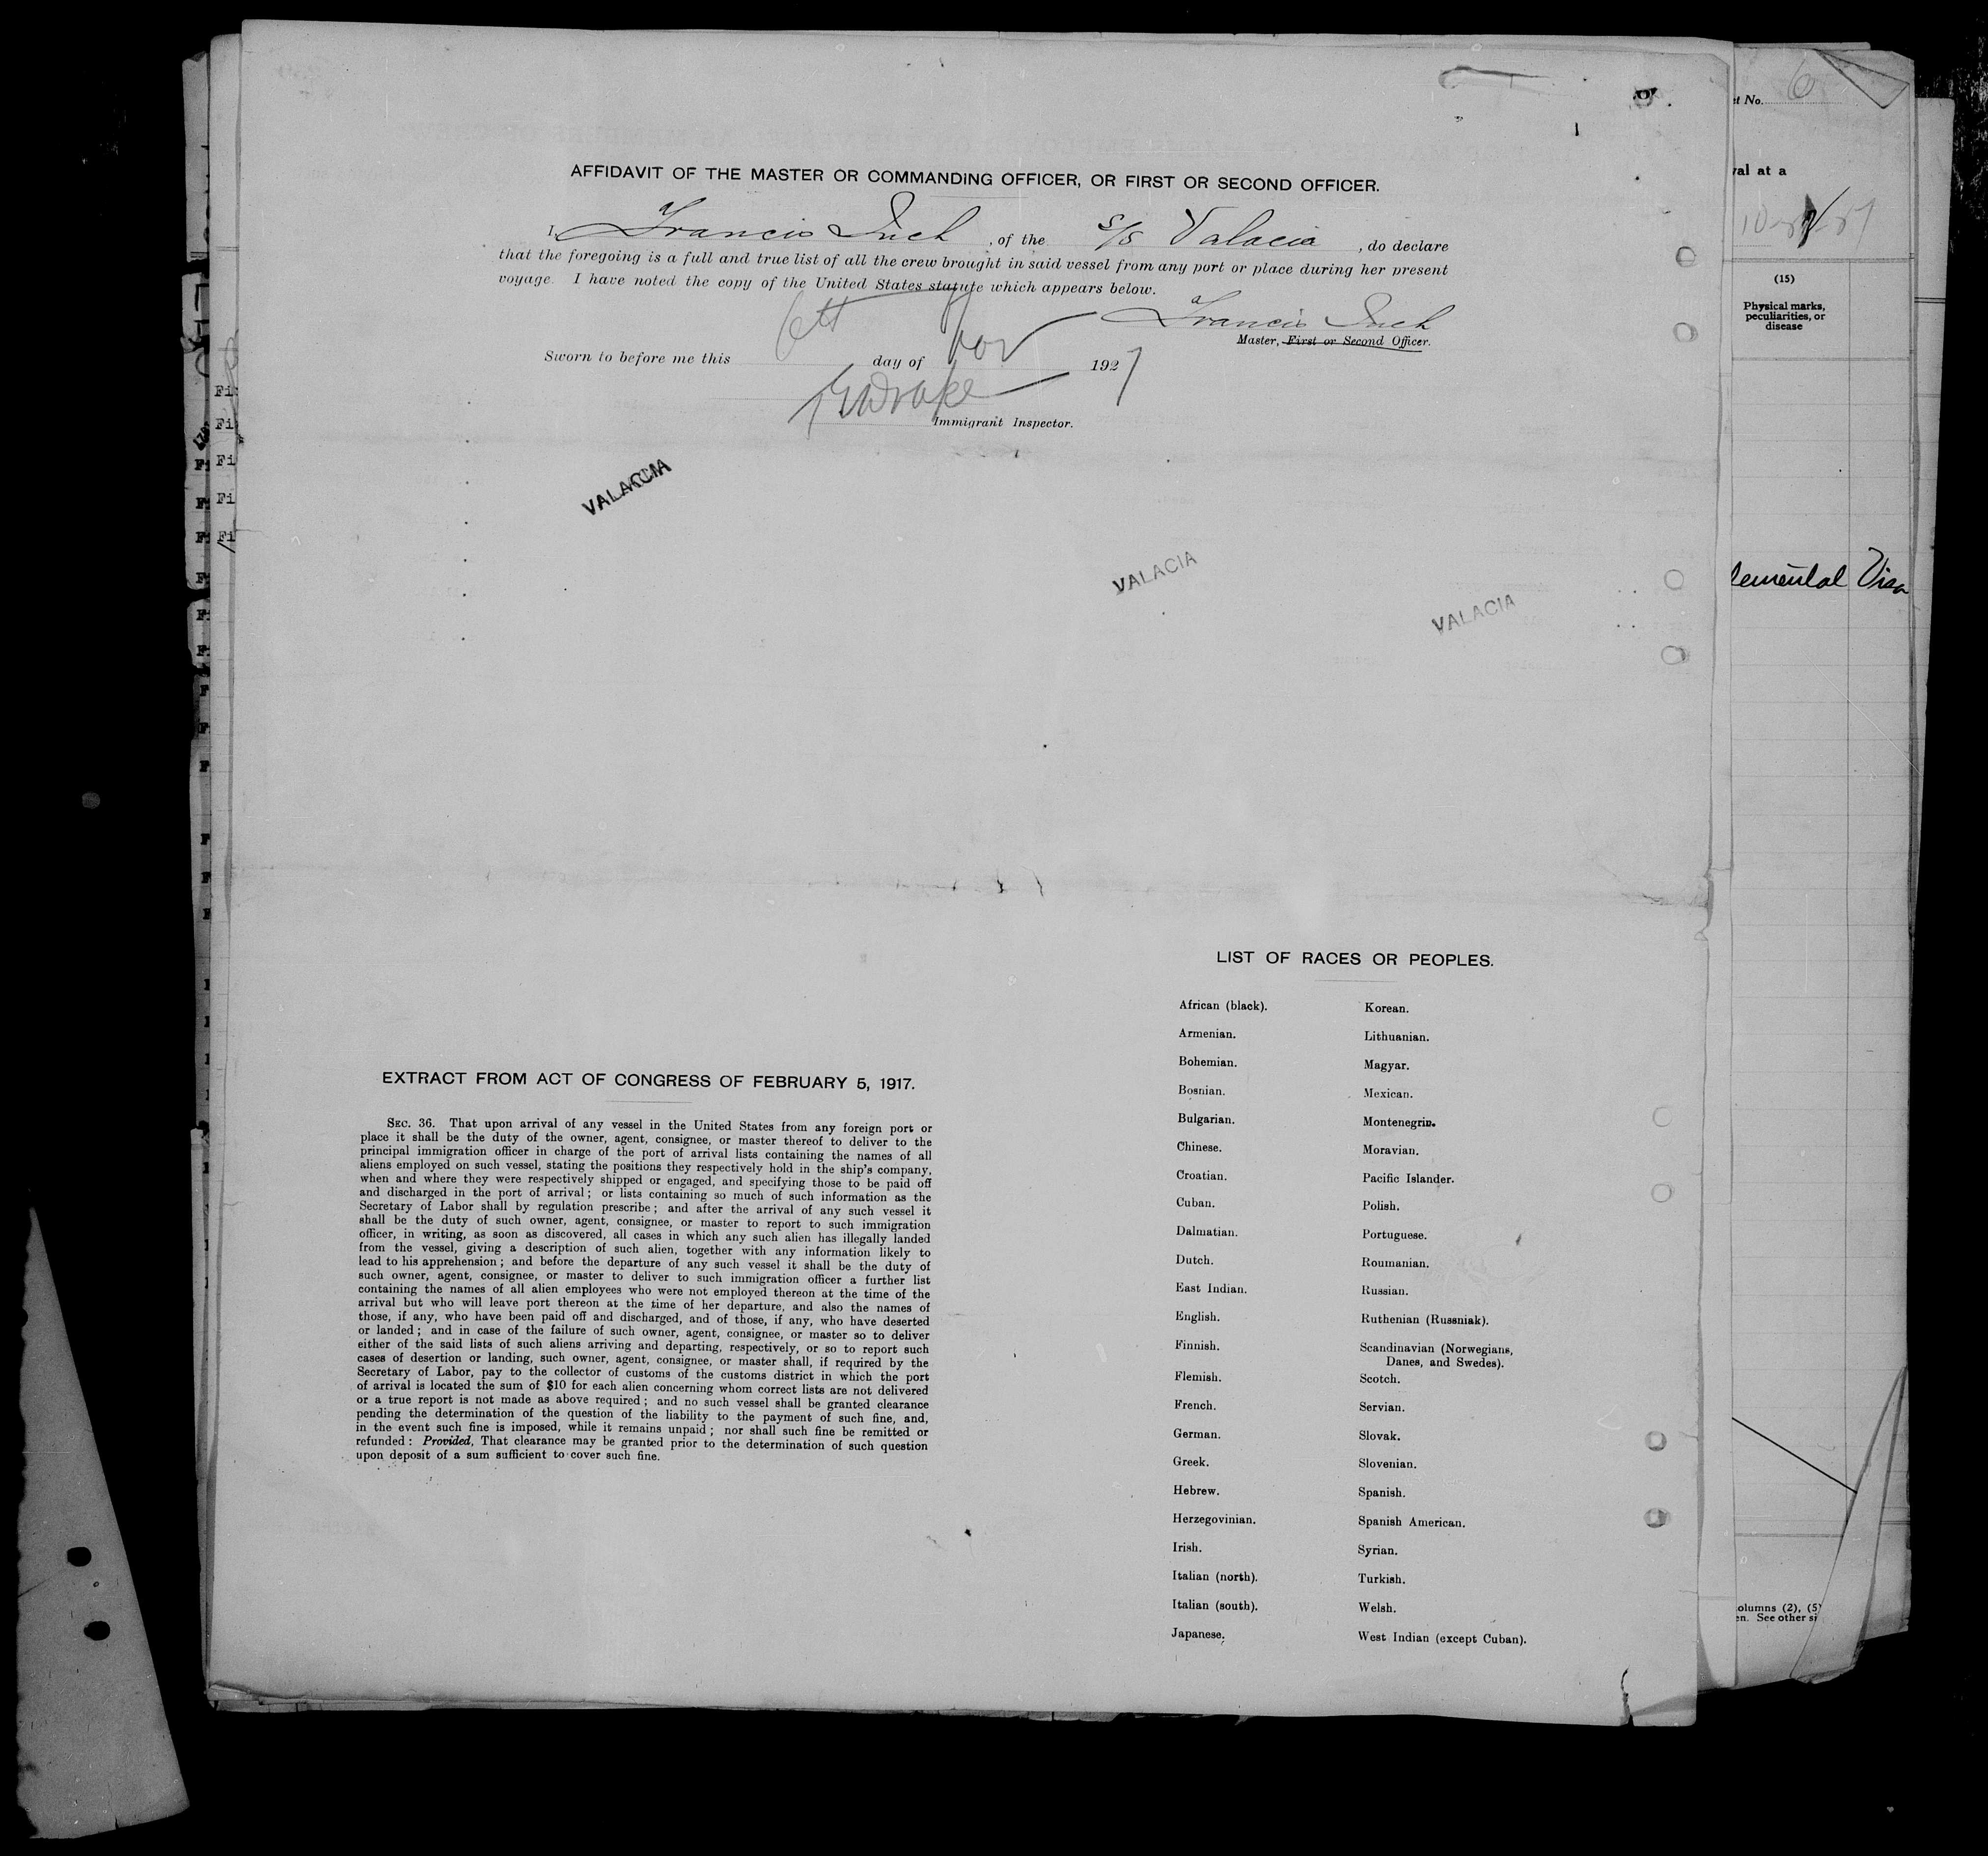 AFFIDAVIT OF THE MASTER OR COMMANDING OFFICER, OR FIRST OR SECOND OFFICER.
I, Francis Inch, of the S/S Valacia, do declare
that the foregoing is a full and true list of all the crew brought in said vessel from any port or place during her present
voyage. I have noted the copy of the United States statute which appears below.
Francis Inch
Master, First or Second Officer.
Sworn to before me this 6th day of Nov 1927
Drake
Immigrant Inspector.
VALACIA
VALACIA
VALACIA
EXTRACT FROM ACT OF CONGRESS OF FEBRUARY 5, 1917.
SEC. 36. That upon arrival of any vessel in the United States from any foreign port or
place it shall be the duty of the owner, agent, consignee, or master thereof to deliver to the
principal immigration officer in charge of the port of arrival lists containing the names of all
aliens employed on such vessel, stating the positions they respectively hold in the ship's company,
when and where they were respectively shipped or engaged, and specifying those to be paid off
and discharged in the port of arrival; or lists containing so much of such information as the
Secretary of Labor shall by regulation prescribe; and after the arrival of any such vessel it
shall be the duty of such owner, agent, consignee, or master to report to such immigration
officer, in writing, as soon as discovered, all cases in which any such alien has illegally landed
from the vessel, giving a description of such alien, together with any information likely to
lead to his apprehension; and before the departure of any such vessel it shall be the duty of
such owner, agent, consignee, or master to deliver to such immigration officer a further list
containing the names of all alien employees who were not employed thereon at the time of the
arrival but who will leave port thereon at the time of her departure, and also the names of
those, if any, who have been paid off and discharged, and of those, if any, who have deserted
or landed; and in case of the failure of such owner, agent, consignee, or master so to deliver
either of the said lists of such aliens arriving and departing, respectively, or so to report such
cases of desertion or landing, such owner, agent, consignee, or master shall, if required by the
Secretary of Labor, pay to the collector of customs of the customs district in which the port
of arrival is located the sum of $10 for each alien concerning whom correct lists are not delivered
or a true report is not made as above required; and no such vessel shall be granted clearance
pending the determination of the question of the liability to the payment of such fine, and,
in the event such fine is imposed, while it remains unpaid; nor shall such fine be remitted or
refunded: Provided, That clearance may be granted prior to the determination of such question
upon deposit of a sum sufficient to cover such fine.
LIST OF RACES OR PEOPLES.
African (black).
Armenian.
Bohemian.
Bosnian.
Bulgarian.
Chinese.
Croatian.
Cuban.
Dalmatian.
Dutch.
East Indian.
English.
Finnish.
Flemish.
French.
German.
Greek.
Hebrew.
Herzegovinian.
Irish.
Italian (north).
Italian (south).
Japanese.
Korean.
Lithuanian.
Magyar.
Mexican.
Montenegrin.
Moravian.
Pacific Islander.
Polish.
Portuguese.
Roumanian.
Russian.
Ruthenian (Russniak).
Scandinavian (Norwegians,
Danes, and Swedes).
Scotch.
Servian.
Slovak.
Slovenian.
Spanish.
Spanish American.
Syrian.
Turkish.
Welsh.
West Indian (except Cuban).
No. 6
val at a
(15)
Physical marks,
peculiarities, or
disease
lemental Visa
olumns (2), (5)
en. See other si